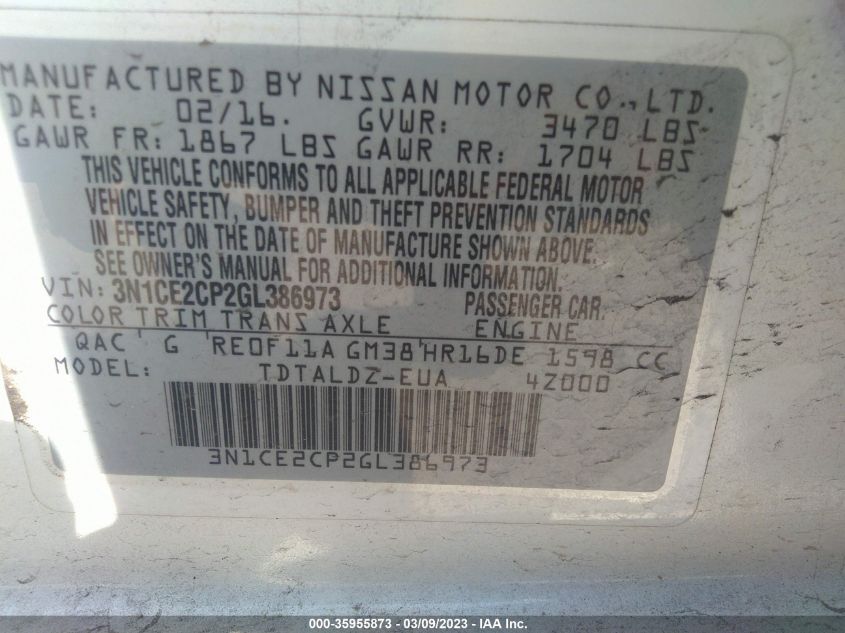 MANUFACTURED BY NISSAN MOTOR CO., LTD.
DATE: 02/16. GVWR: 3470 LBS
GAWR FR: 1867 LBS GAWR RR: 1704 LBS
THIS VEHICLE CONFORMS TO ALL APPLICABLE FEDERAL MOTOR
VEHICLE SAFETY, BUMPER AND THEFT PREVENTION STANDARDS
IN EFFECT ON THE DATE OF MANUFACTURE SHOWN ABOVE.
SEE OWNER'S MANUAL FOR ADDITIONAL INFORMATION.
VIN: 3N1CE2CP2GL386973 PASSENGER CAR.
COLOR TRIM TRANS AXLE ENGINE
QAC ' G 'RE0F11A GM38'HR16DE 1598 CC
MODEL: TDTALDZ-EUA 4Z000
3N1CE2CP2GL386973
000-35955873 - 03/09/2023 - IAA Inc.